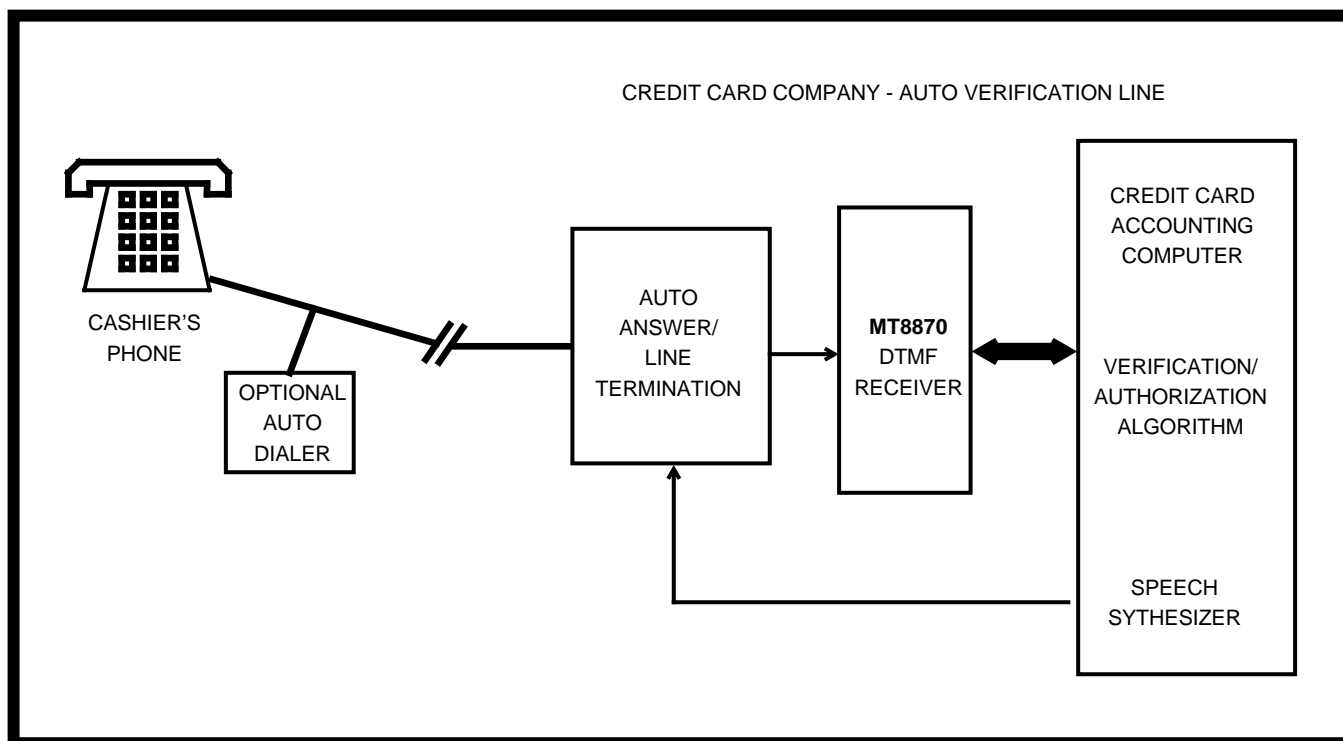 CREDIT CARD COMPANY - AUTO VERIFICATION LINE
CASHIER'S
PHONE
OPTIONAL
AUTO
DIALER
AUTO
ANSWER/
LINE
TERMINATION
MT8870
DTMF
RECEIVER
CREDIT CARD
ACCOUNTING
COMPUTER
VERIFICATION/
AUTHORIZATION
ALGORITHM
SPEECH
SYTHESIZER